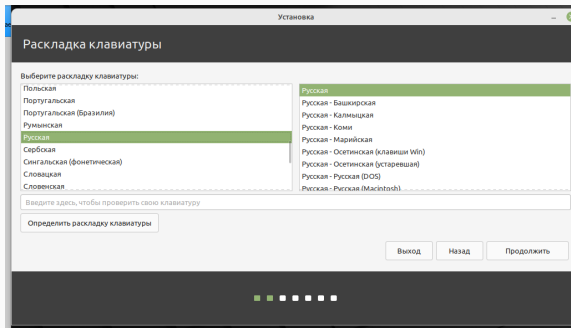 Установка
Раскладка клавиатуры
Выберите раскладку клавиатуры:
Польская
Португальская
Португальская (Бразилия)
Румынская
Русская
Сербская
Сингальская (фонетическая)
Словацкая
Словенская
Русская
Русская - Башкирская
Русская - Калмыцкая
Русская - Коми
Русская - Марийская
Русская - Осетинская (клавиши Win)
Русская - Осетинская (устаревшая)
Русская - Русская (DOS)
Русская - Русская (Macintosh)
Введите здесь, чтобы проверить свою клавиатуру
Определить раскладку клавиатуры
Выход
Назад
Продолжить